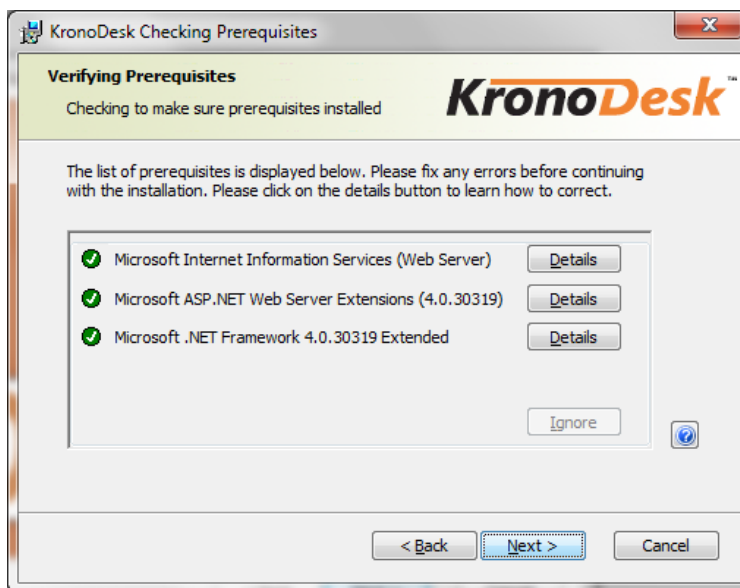 KronoDesk Checking Prerequisites
X
Verifying Prerequisites
Checking to make sure prerequisites installed
KronoDesk™
The list of prerequisites is displayed below. Please fix any errors before continuing
with the installation. Please click on the details button to learn how to correct.
Microsoft Internet Information Services (Web Server) Details
Microsoft ASP.NET Web Server Extensions (4.0.30319) Details
Microsoft .NET Framework 4.0.30319 Extended Details
Ignore
?
< Back Next > Cancel